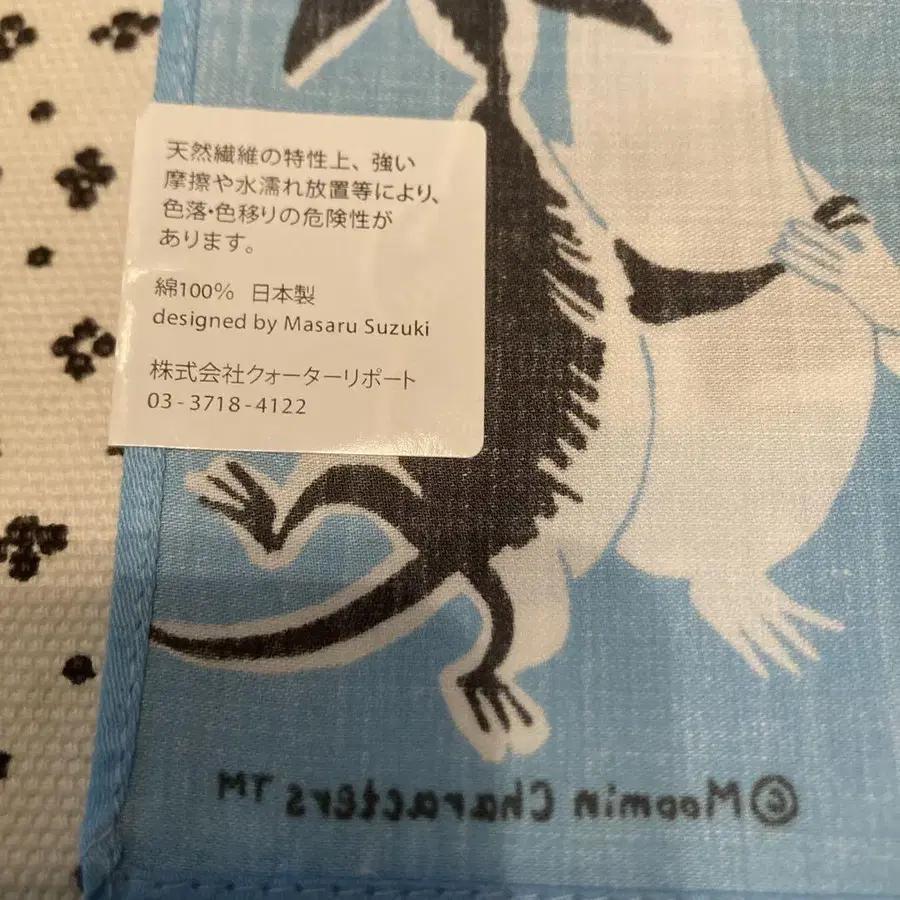 天然繊維の特性上、強い
摩擦や水濡れ放置等により、
色落・色移りの危険性が
あります。
綿100% 日本製
designed by Masaru Suzuki
株式会社クォーターリポート
03-3718-4122
©Moomin Characters ™